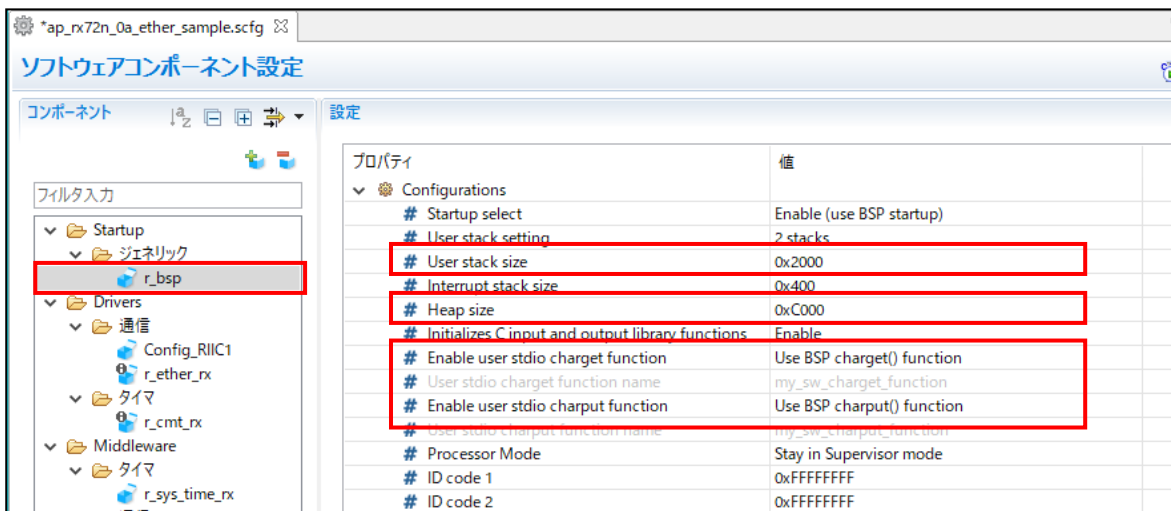 *ap_rx72n_0a_ether_sample.scfg
ソフトウェアコンポーネント設定
コンポーネント
フィルタ入力
Startup
ジェネリック
r_bsp
Drivers
通信
Config_RIIC1
r_ether_rx
タイマ
r_cmt_rx
Middleware
タイマ
r_sys_time_rx
設定
プロパティ 値
Configurations
# Startup select Enable (use BSP startup)
# User stack setting 2 stacks
# User stack size 0x2000
# Interrupt stack size 0x400
# Heap size 0xC000
# Initializes C input and output library functions Enable
# Enable user stdio charget function Use BSP charget() function
# User stdio charget function name my_sw_charget_function
# Enable user stdio charput function Use BSP charput() function
# User stdio charput function name my_sw_charput_function
# Processor Mode Stay in Supervisor mode
# ID code 1 0xFFFFFFFF
# ID code 2 0xFFFFFFFF